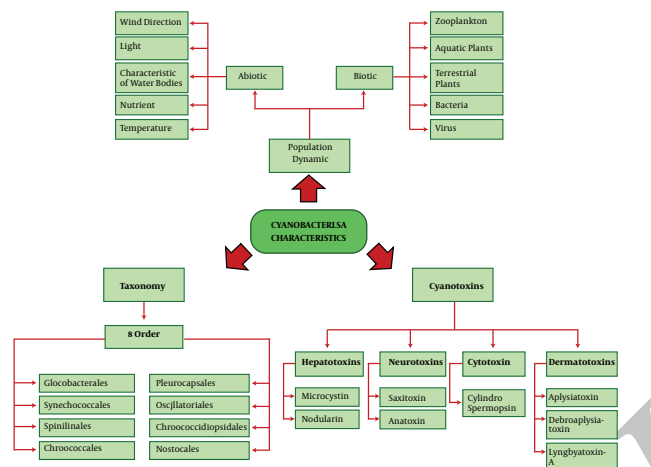 Wind Direction
Light
Characteristic
of Water Bodies
Nutrient
Temperature
Abiotic
Biotic
Zooplankton
Aquatic Plants
Terrestrial
Plants
Bacteria
Virus
Population
Dynamic
CYANOBACTERLSA
CHARACTERISTICS
Taxonomy
8 Order
Glocobacterales
Synechococcales
Spinilinales
Chroococcales
Pleurocapsales
Oscjllatoriales
Chroococcidiopsidales
Nostocales
Cyanotoxins
Hepatotoxins
Microcystin
Nodularin
Neurotoxins
Saxitoxin
Anatoxin
Cytotoxin
Cylindro
Spermopsin
Dermatotoxins
Aplysiatoxin
Debroaplysia-
toxin
Lyngbyatoxin-
A